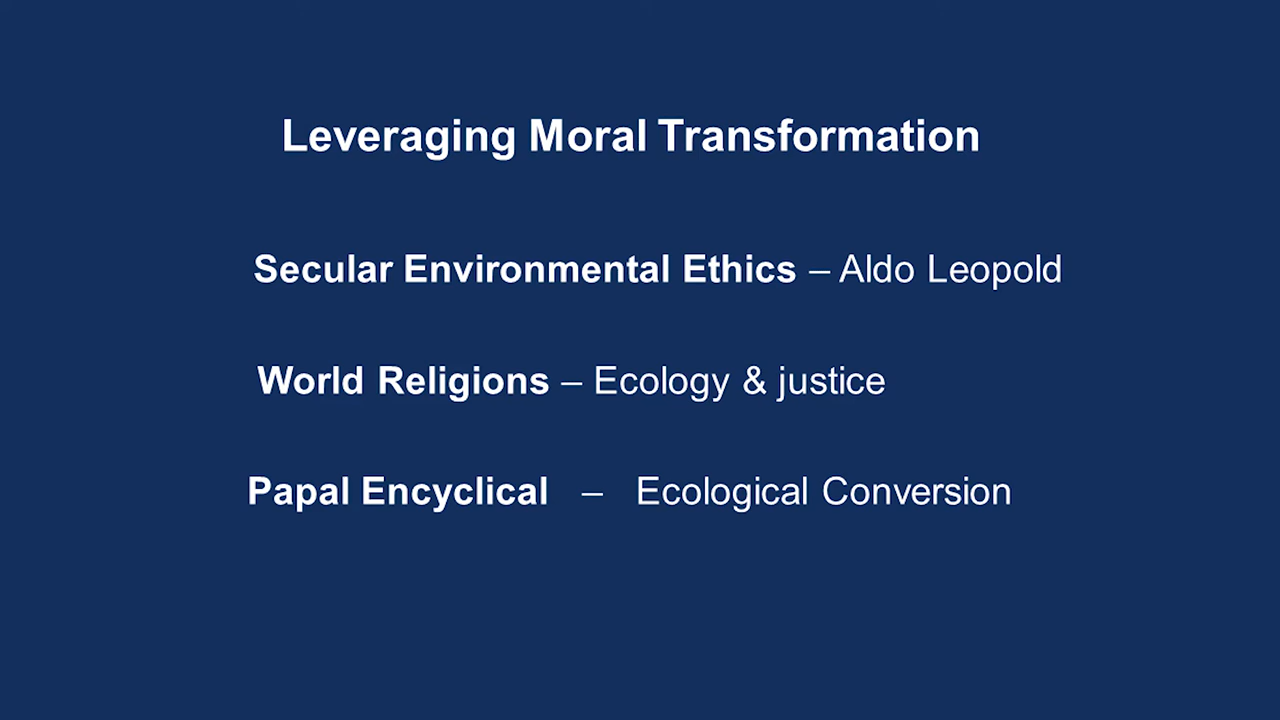 Leveraging Moral Transformation
Secular Environmental Ethics – Aldo Leopold
World Religions – Ecology & justice
Papal Encyclical – Ecological Conversion